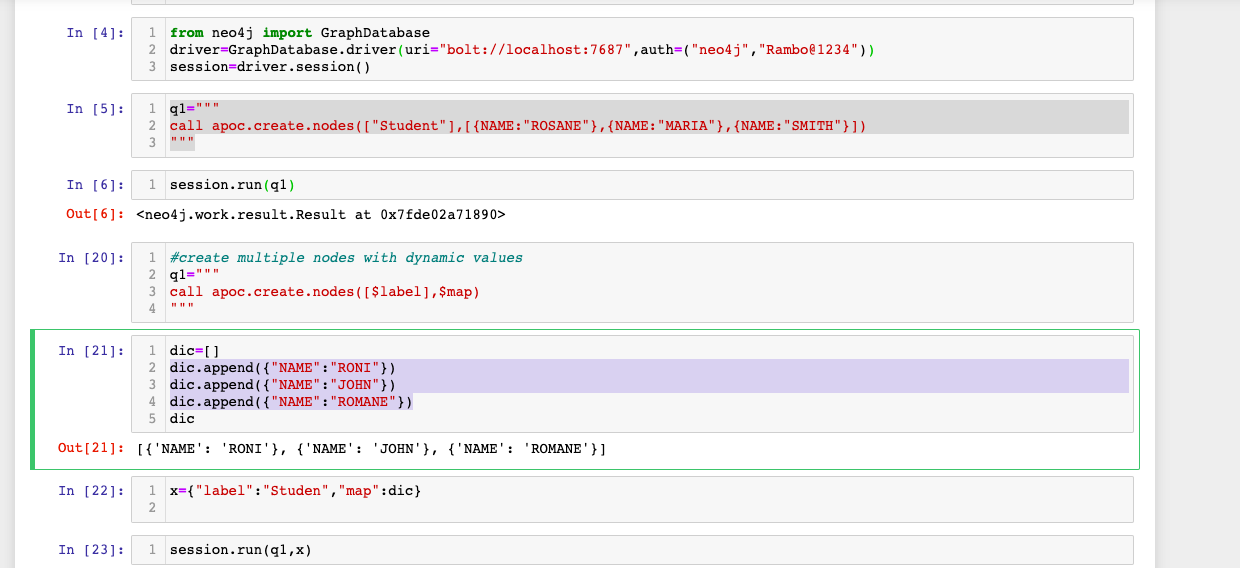 In [4]:
1 from neo4j import GraphDatabase
2 driver=GraphDatabase.driver(uri="bolt://localhost:7687",auth=("neo4j","Rambo@1234"))
3 session=driver.session()
In [5]:
1 q1="""
2 call apoc.create.nodes(["Student"],[{NAME:"ROSANE"},{NAME:"MARIA"},{NAME:"SMITH"}])
3 """
In [6]:
1 session.run(q1)
Out[6]: <neo4j.work.result.Result at 0x7fde02a71890>
In [20]:
1 #create multiple nodes with dynamic values
2 q1="""
3 call apoc.create.nodes([$label],$map)
4 """
In [21]:
1 dic=[]
2 dic.append({"NAME":"RONI"})
3 dic.append({"NAME":"JOHN"})
4 dic.append({"NAME":"ROMANE"})
5 dic
Out[21]: [{'NAME': 'RONI'}, {'NAME': 'JOHN'}, {'NAME': 'ROMANE'}]
In [22]:
1 x={"label":"Studen","map":dic}
2
In [23]:
1 session.run(q1,x)